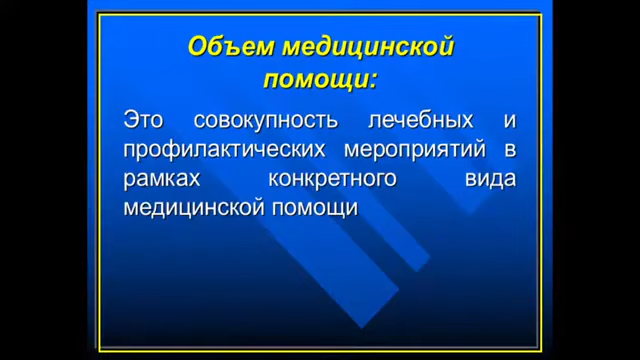 Объем медицинской
помощи:
Это совокупность лечебных и
профилактических мероприятий в
рамках конкретного вида
медицинской помощи